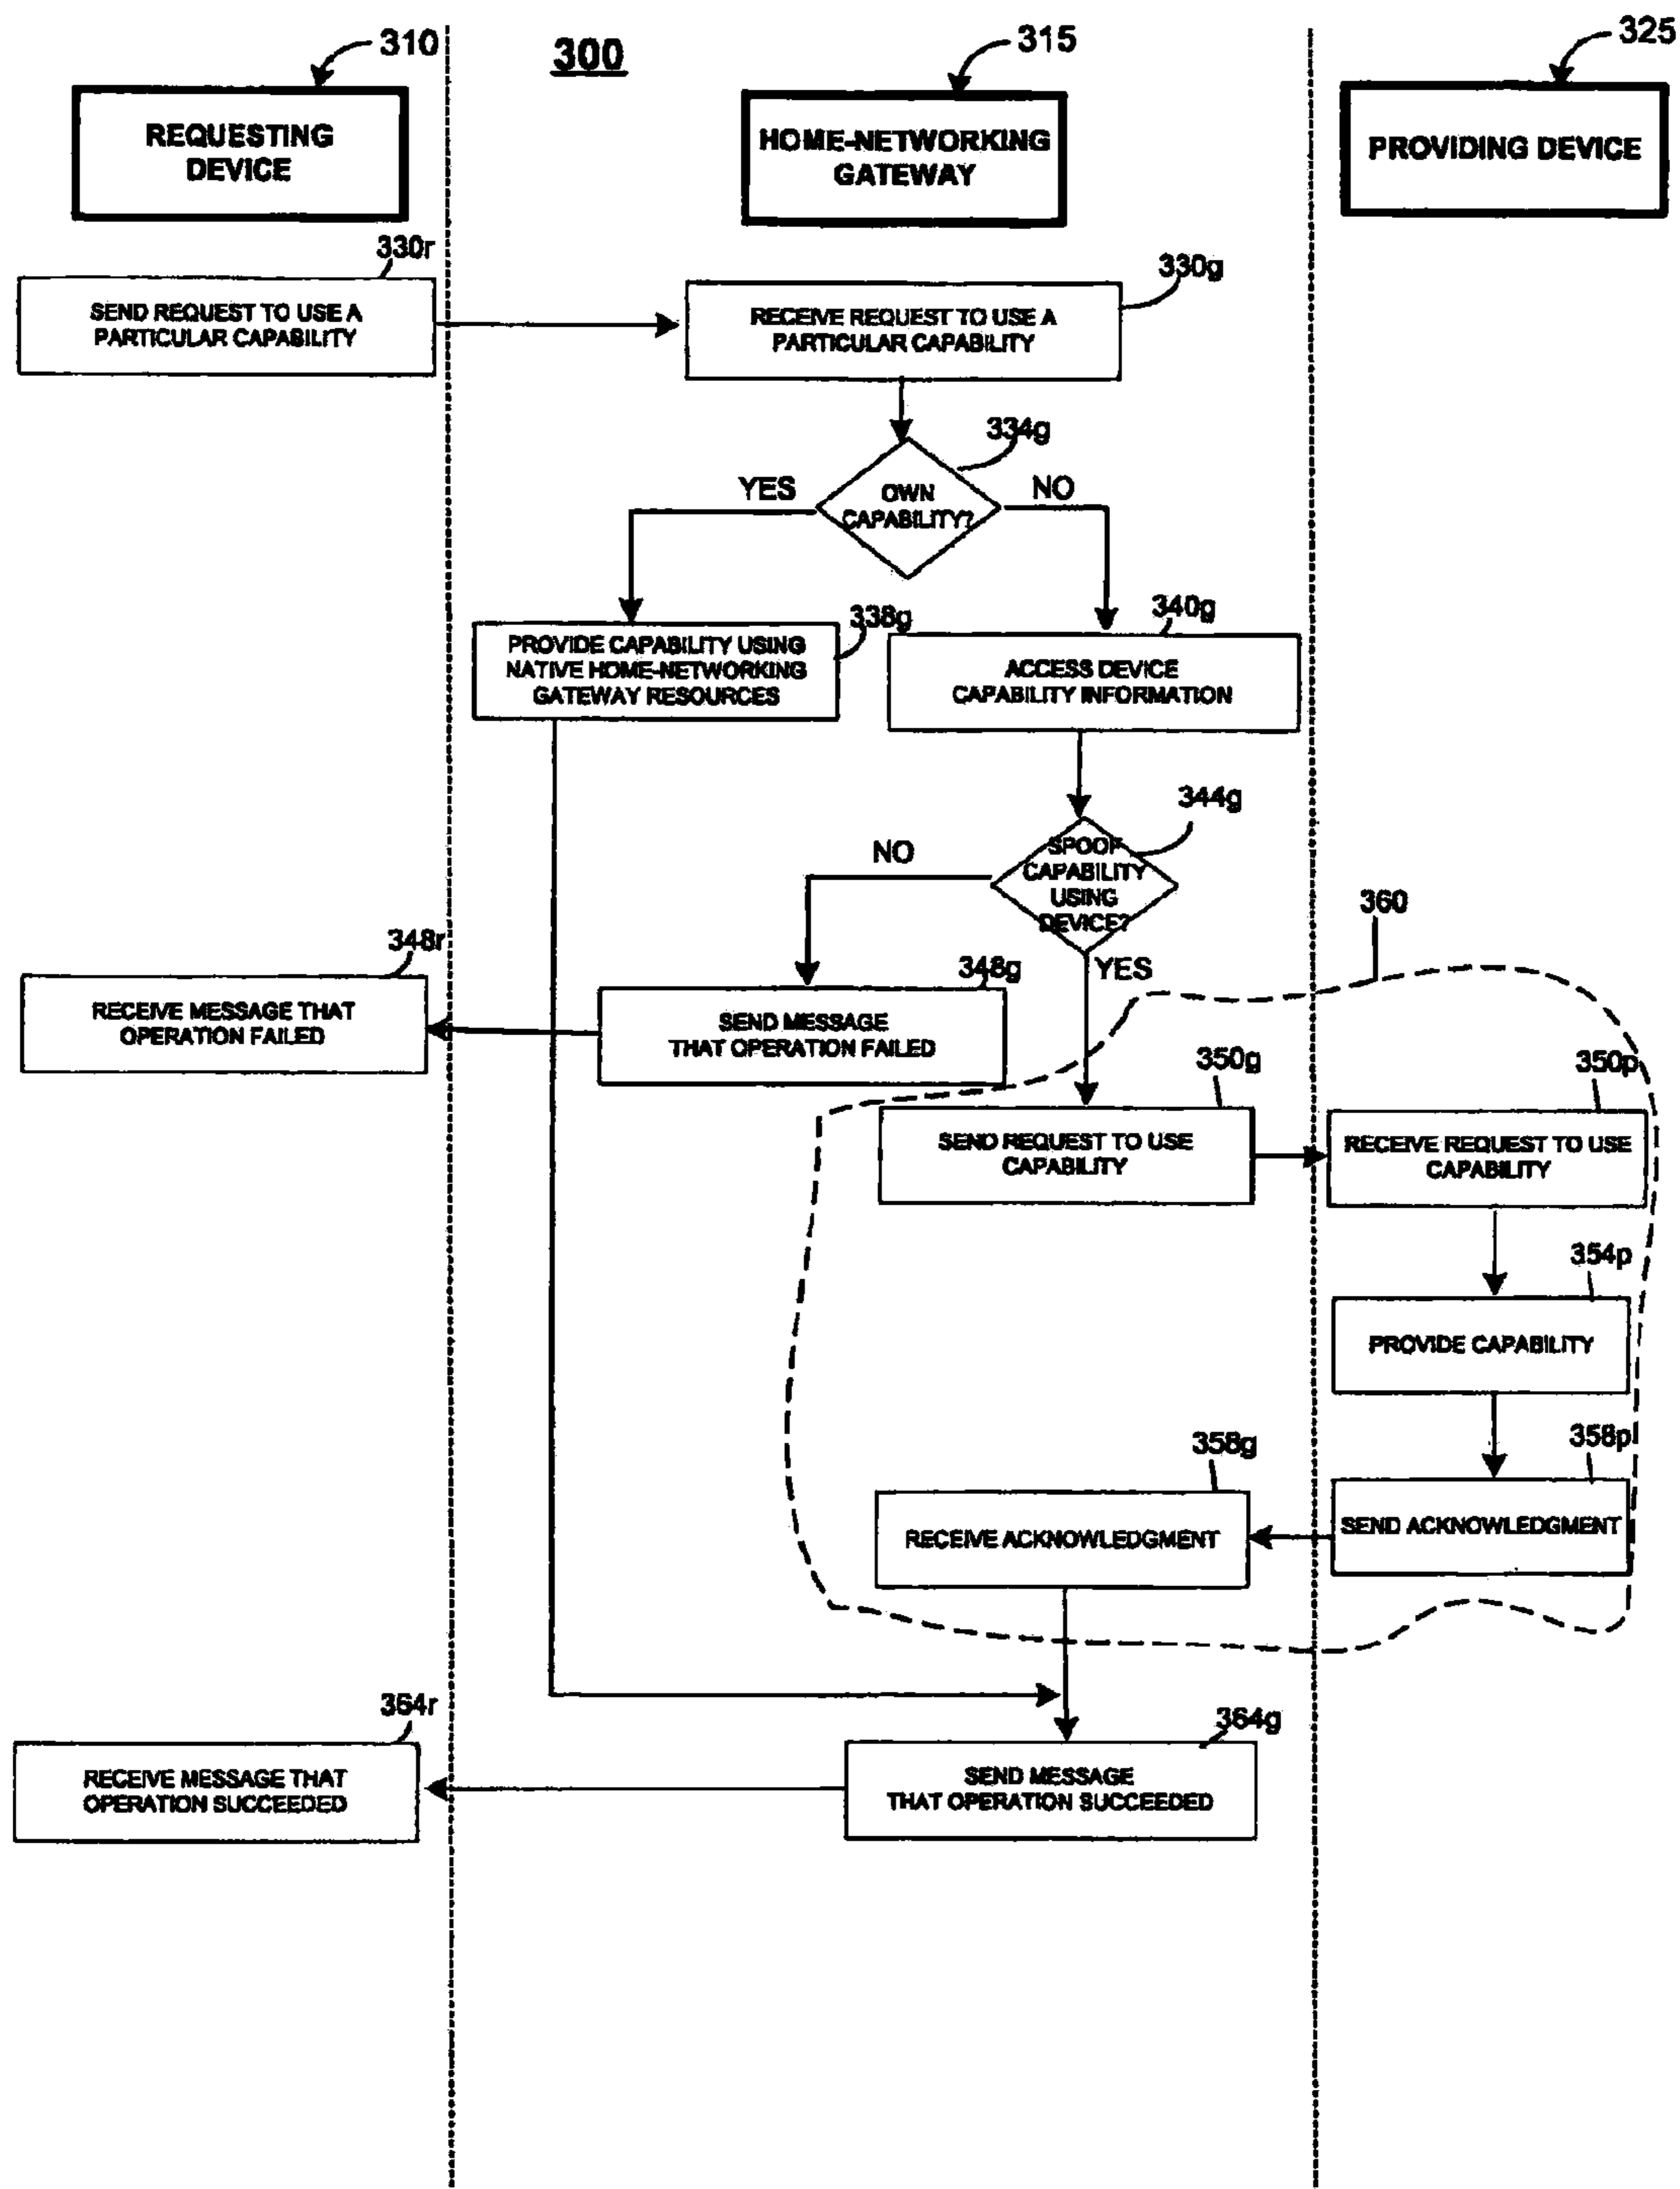 310
300
315
325
REQUESTING
DEVICE
HOME-NETWORKING
GATEWAY
PROVIDING DEVICE
330r
SEND REQUEST TO USE A
PARTICULAR CAPABILITY
330g
RECEIVE REQUEST TO USE A
PARTICULAR CAPABILITY
334g
YES
OWN
CAPABILITY?
NO
338g
PROVIDE CAPABILITY USING
NATIVE HOME-NETWORKING
GATEWAY RESOURCES
340g
ACCESS DEVICE
CAPABILITY INFORMATION
344g
NO
SPOOF
CAPABILITY
USING
DEVICE?
YES
360
348r
RECEIVE MESSAGE THAT
OPERATION FAILED
348g
SEND MESSAGE
THAT OPERATION FAILED
350g
SEND REQUEST TO USE
CAPABILITY
350p
RECEIVE REQUEST TO USE
CAPABILITY
354p
PROVIDE CAPABILITY
358g
RECEIVE ACKNOWLEDGMENT
358p
SEND ACKNOWLEDGMENT
364r
RECEIVE MESSAGE THAT
OPERATION SUCCEEDED
364g
SEND MESSAGE
THAT OPERATION SUCCEEDED